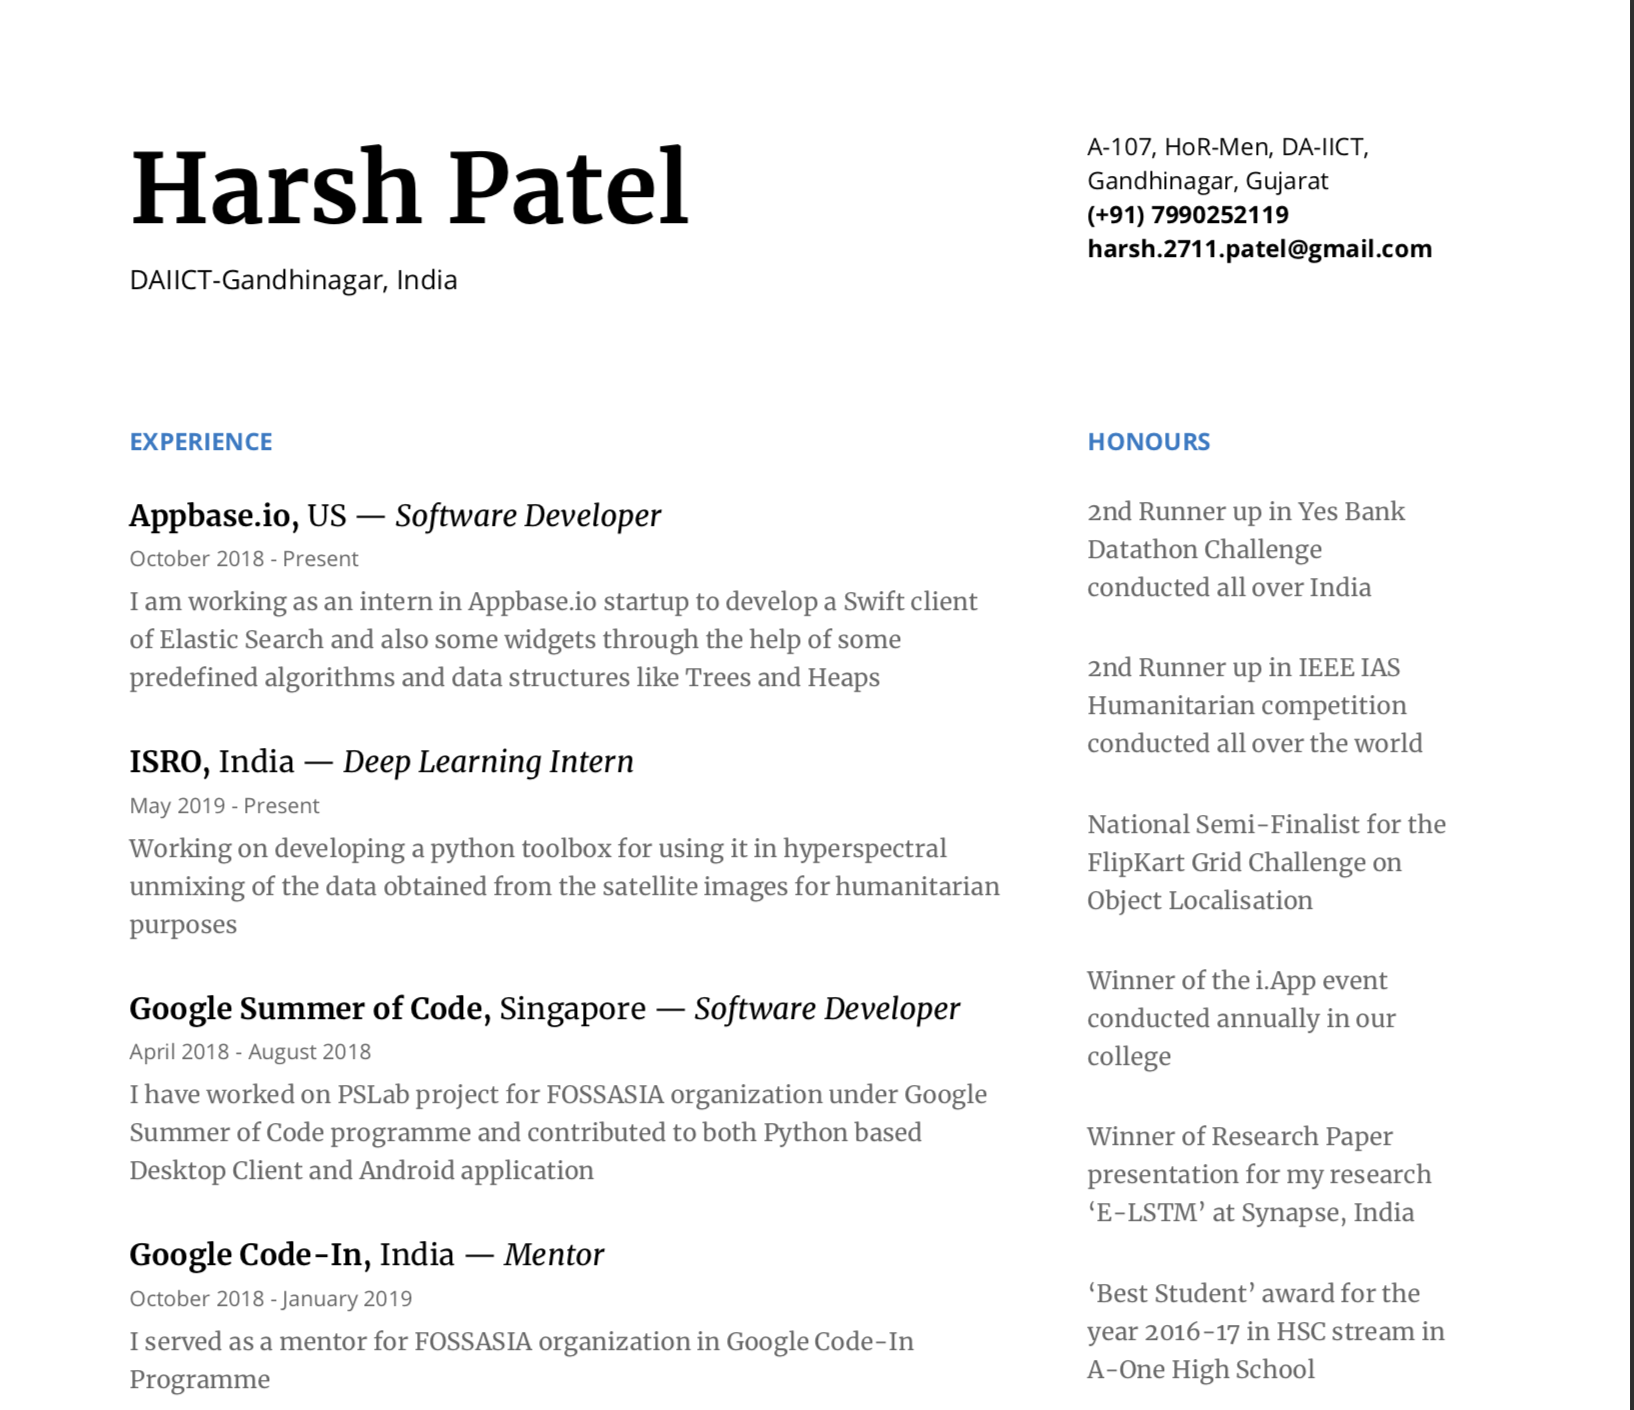 Harsh Patel
DAIICT-Gandhinagar, India
A-107, HoR-Men, DA-IICT,
Gandhinagar, Gujarat
(+91) 7990252119
harsh.2711.patel@gmail.com
EXPERIENCE
Appbase.io, US — Software Developer
October 2018 - Present
I am working as an intern in Appbase.io startup to develop a Swift client
of Elastic Search and also some widgets through the help of some
predefined algorithms and data structures like Trees and Heaps
ISRO, India — Deep Learning Intern
May 2019 - Present
Working on developing a python toolbox for using it in hyperspectral
unmixing of the data obtained from the satellite images for humanitarian
purposes
Google Summer of Code, Singapore — Software Developer
April 2018 - August 2018
I have worked on PSLab project for FOSSASIA organization under Google
Summer of Code programme and contributed to both Python based
Desktop Client and Android application
Google Code-In, India — Mentor
October 2018 - January 2019
I served as a mentor for FOSSASIA organization in Google Code-In
Programme
HONOURS
2nd Runner up in Yes Bank
Datathon Challenge
conducted all over India
2nd Runner up in IEEE IAS
Humanitarian competition
conducted all over the world
National Semi-Finalist for the
FlipKart Grid Challenge on
Object Localisation
Winner of the i.App event
conducted annually in our
college
Winner of Research Paper
presentation for my research
‘E-LSTM’ at Synapse, India
‘Best Student’ award for the
year 2016-17 in HSC stream in
A-One High School